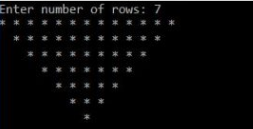 Enter number of rows: 7
* * * * * * * * * * * * *
  * * * * * * * * * * *
    * * * * * * * * *
      * * * * * * *
        * * * * *
          * * *
            *